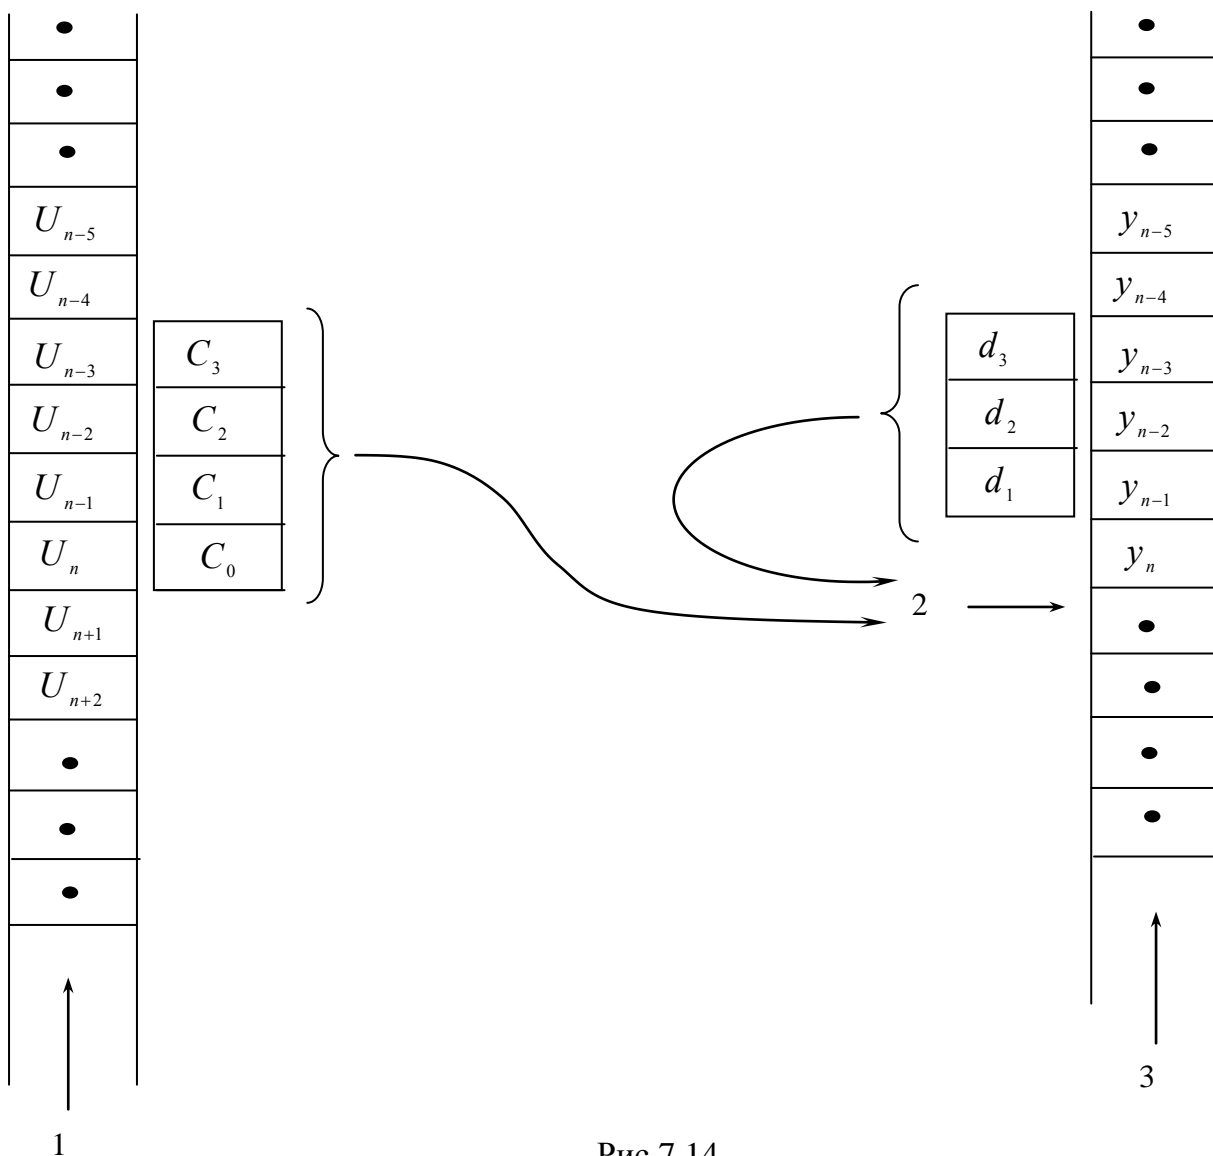 U_{n-5}
U_{n-4}
U_{n-3}
U_{n-2}
U_{n-1}
U_n
U_{n+1}
U_{n+2}
C_3
C_2
C_1
C_0
d_3
d_2
d_1
2
y_{n-5}
y_{n-4}
y_{n-3}
y_{n-2}
y_{n-1}
y_n
1
3
Рис 7.14